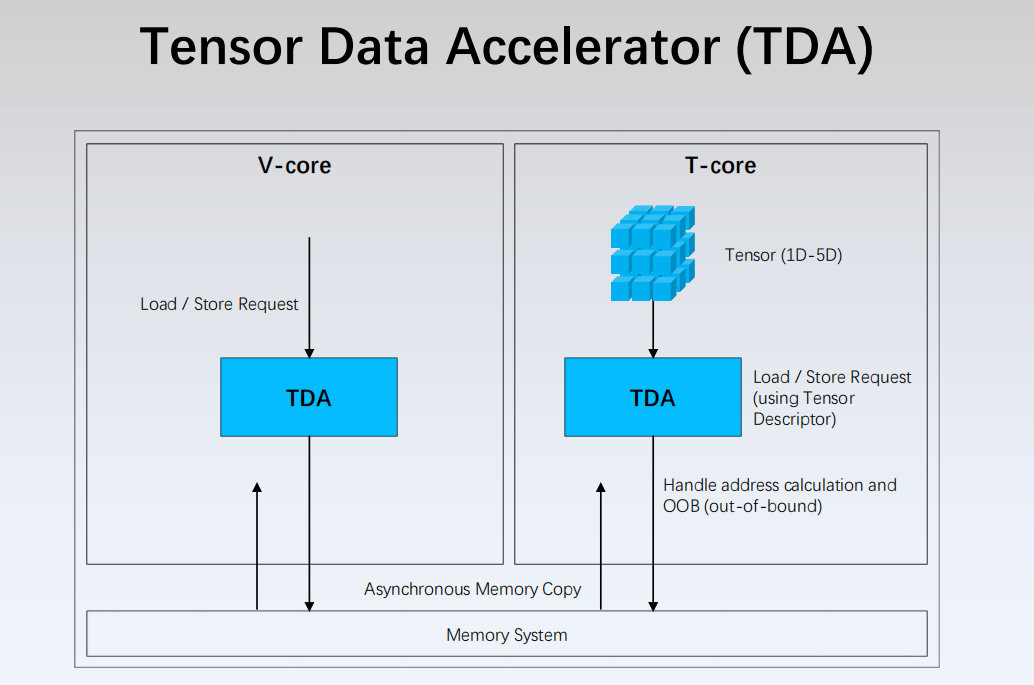 Tensor Data Accelerator (TDA)
V-core
Load / Store Request
TDA
T-core
Tensor (1D-5D)
TDA
Load / Store Request
(using Tensor
Descriptor)
Handle address calculation and
OOB (out-of-bound)
Asynchronous Memory Copy
Memory System